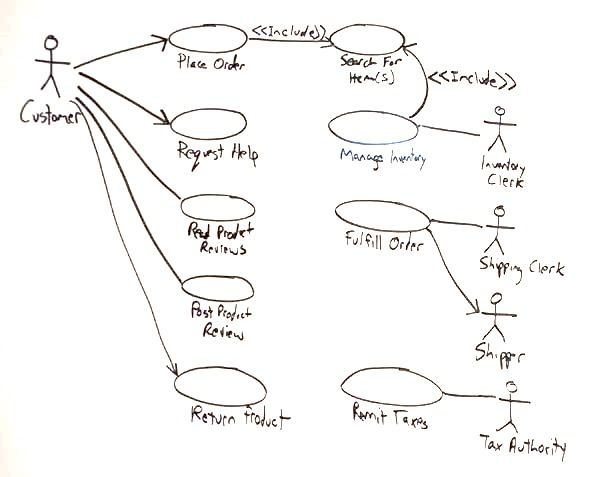 Customer
Place Order
<<Include>>
Search For
Item(s)
<<Include>>
Request Help
Manage Inventory
Inventory
Clerk
Read Product
Reviews
Fulfill Order
Shipping Clerk
Post Product
Review
Shipper
Return Product
Remit Taxes
Tax Authority